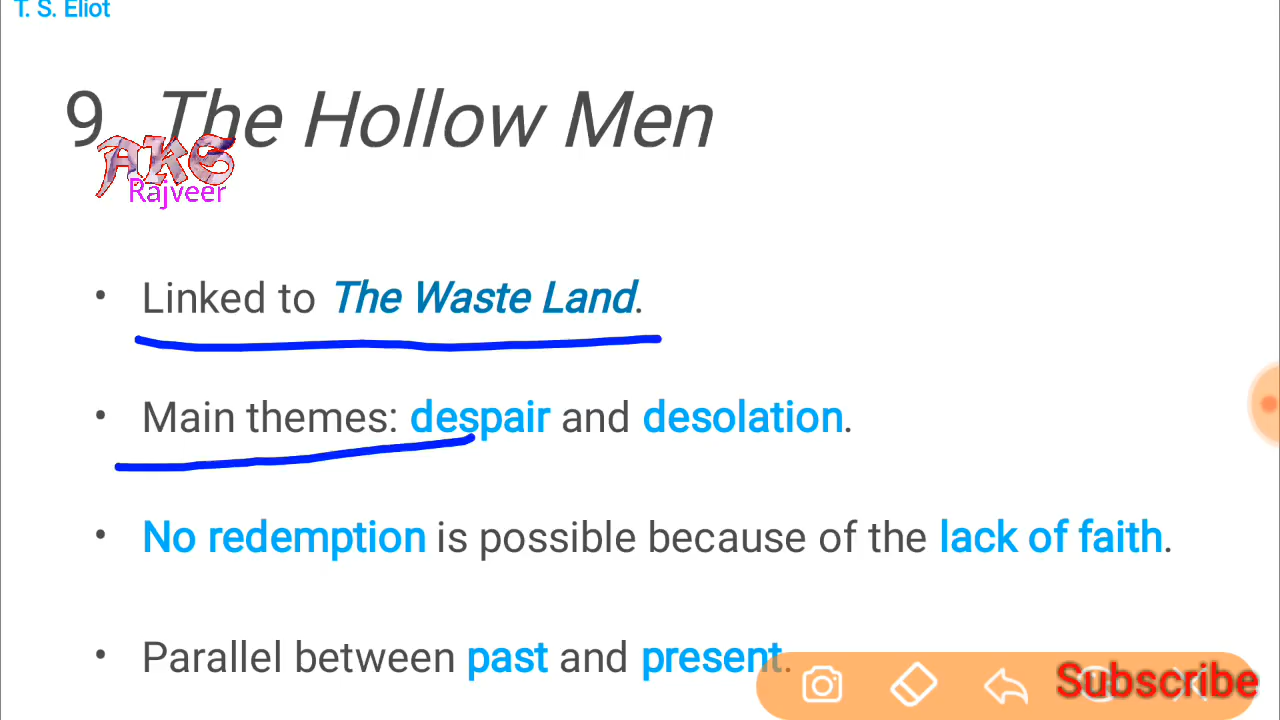 T. S. Eliot
9. The Hollow Men
AKS
Rajveer
• Linked to The Waste Land.
• Main themes: despair and desolation.
• No redemption is possible because of the lack of faith.
• Parallel between past and present.
Subscribe